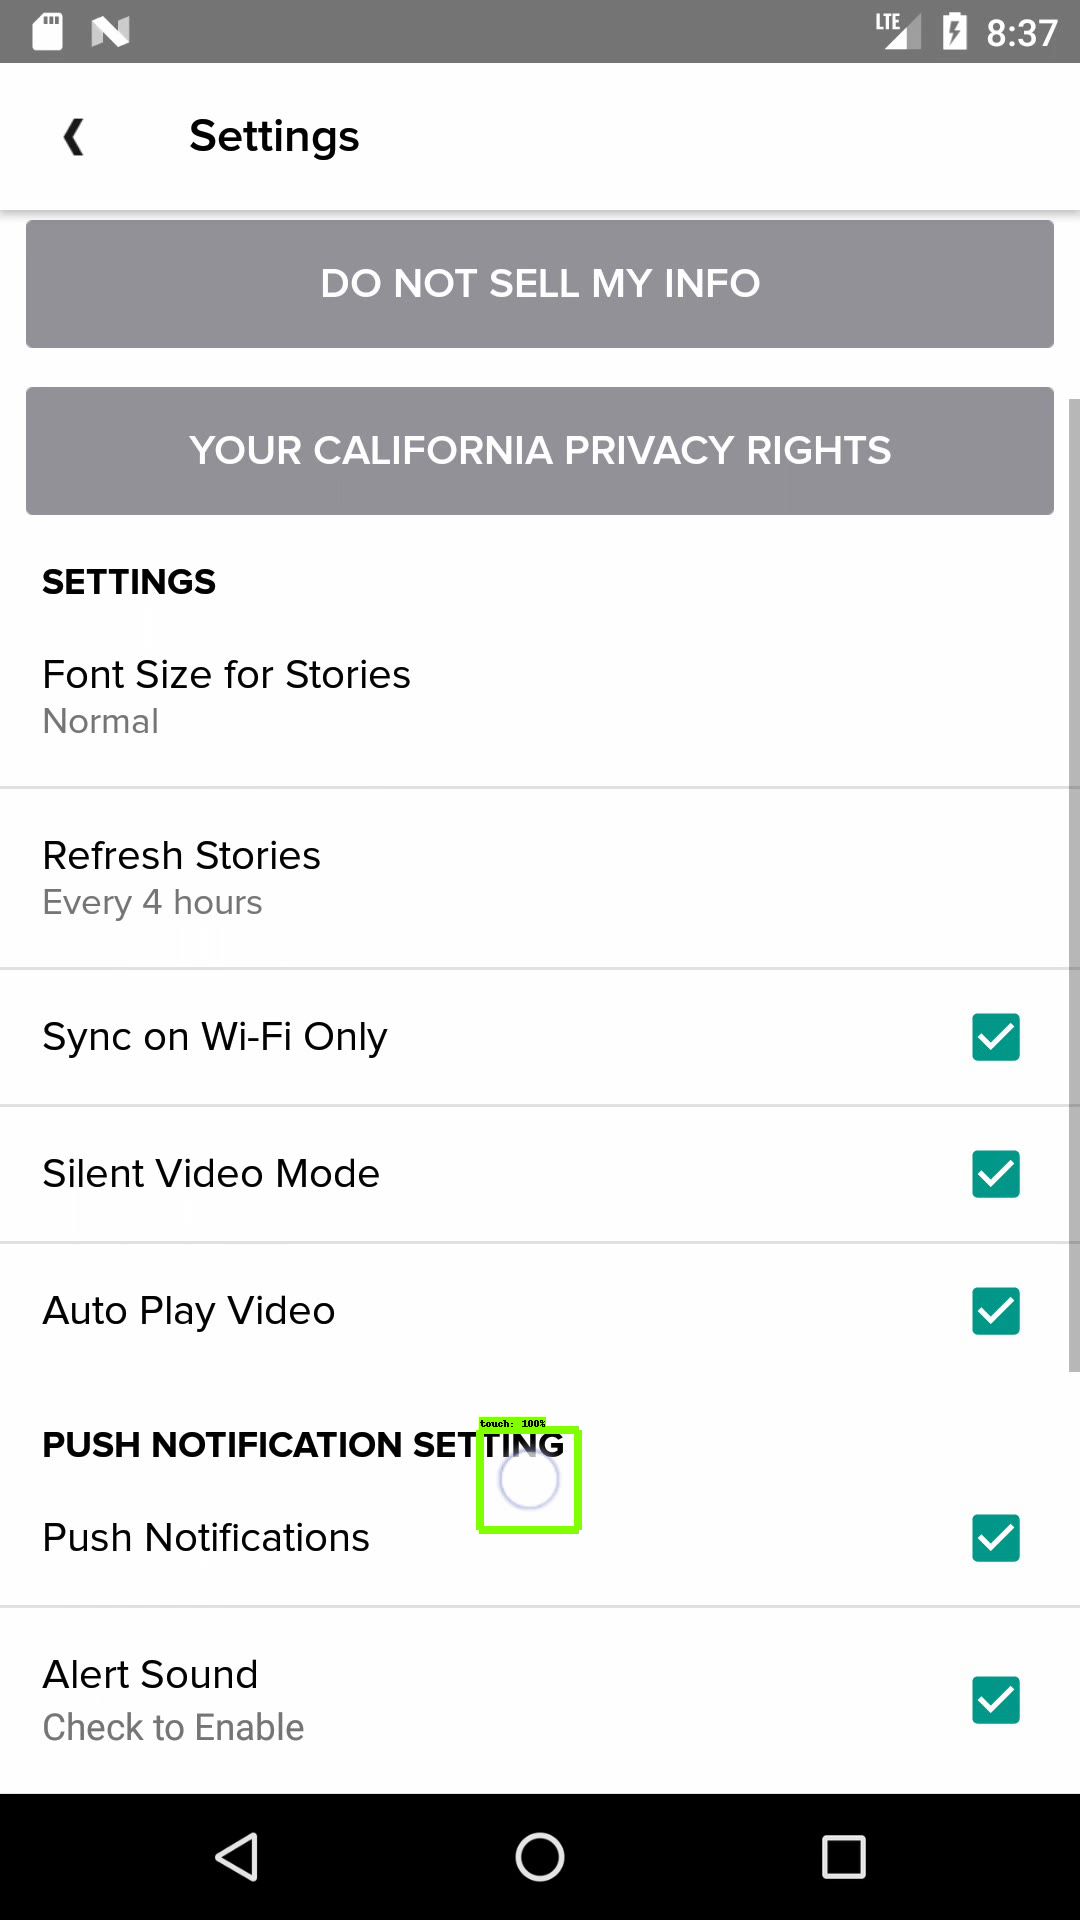 LTE 8:37
Settings
DO NOT SELL MY INFO
YOUR CALIFORNIA PRIVACY RIGHTS
SETTINGS
Font Size for Stories
Normal
Refresh Stories
Every 4 hours
Sync on Wi-Fi Only
Silent Video Mode
Auto Play Video
touch: 100%
PUSH NOTIFICATION SETTING
Push Notifications
Alert Sound
Check to Enable